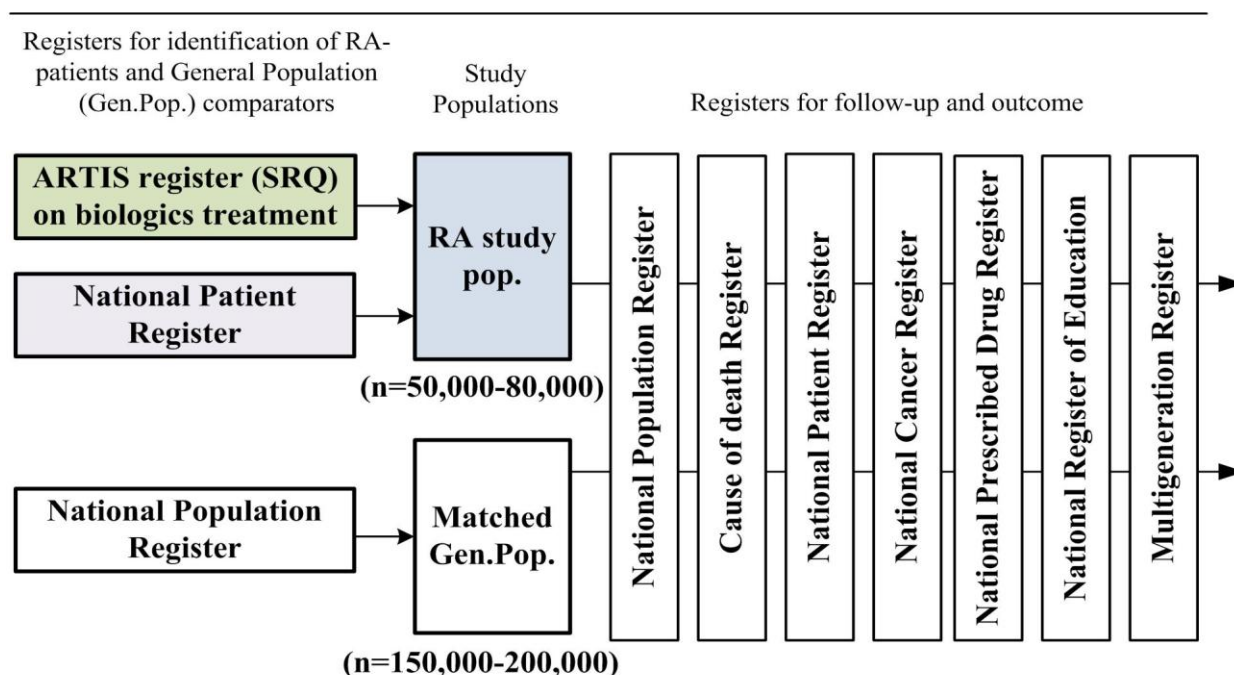 Registers for identification of RA-
patients and General Population
(Gen.Pop.) comparators
Study
Populations
Registers for follow-up and outcome
ARTIS register (SRQ)
on biologics treatment
National Patient
Register
RA study
pop.
(n=50,000-80,000)
National Population
Register
Matched
Gen.Pop.
(n=150,000-200,000)
National Population Register
Cause of death Register
National Patient Register
National Cancer Register
National Prescribed Drug Register
National Register of Education
Multigeneration Register